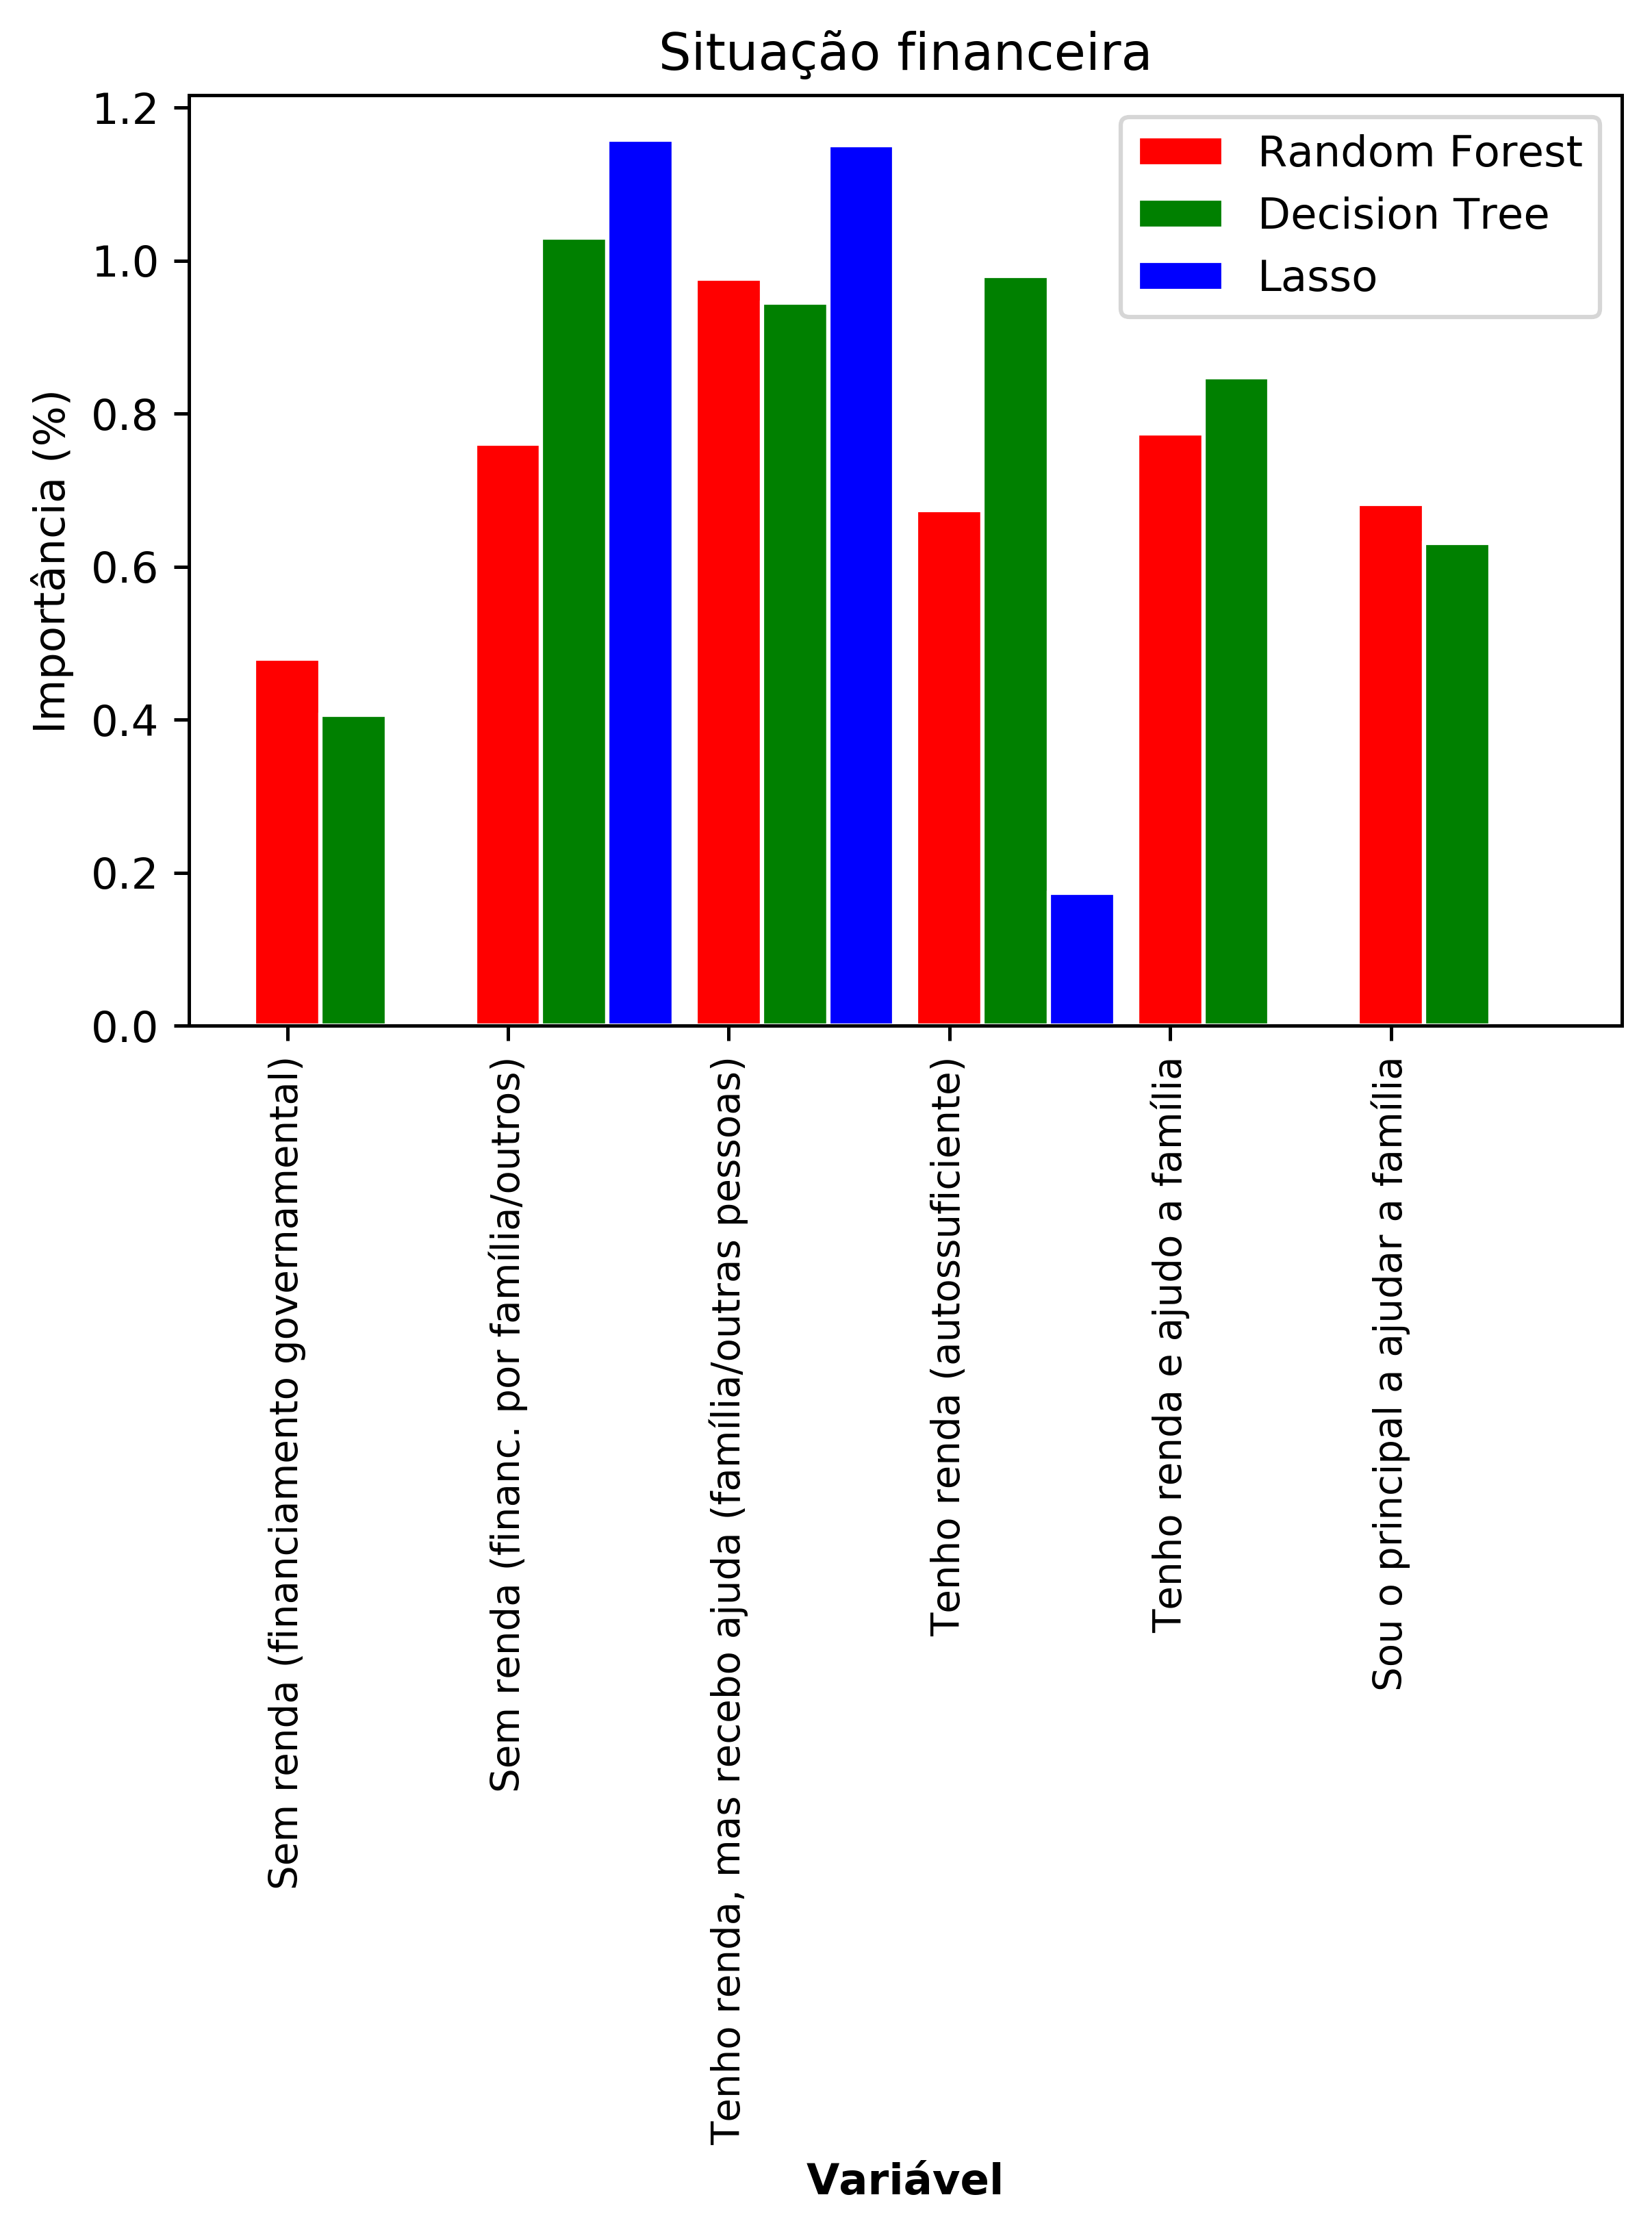 Situação financeira
1.2
1.0
0.8
0.6
0.4
0.2
0.0
Importância (%)
Random Forest
Decision Tree
Lasso
Sem renda (financiamento governamental)
Sem renda (financ. por família/outros)
Tenho renda, mas recebo ajuda (família/outras pessoas)
Tenho renda (autossuficiente)
Tenho renda e ajudo a família
Sou o principal a ajudar a família
Variável